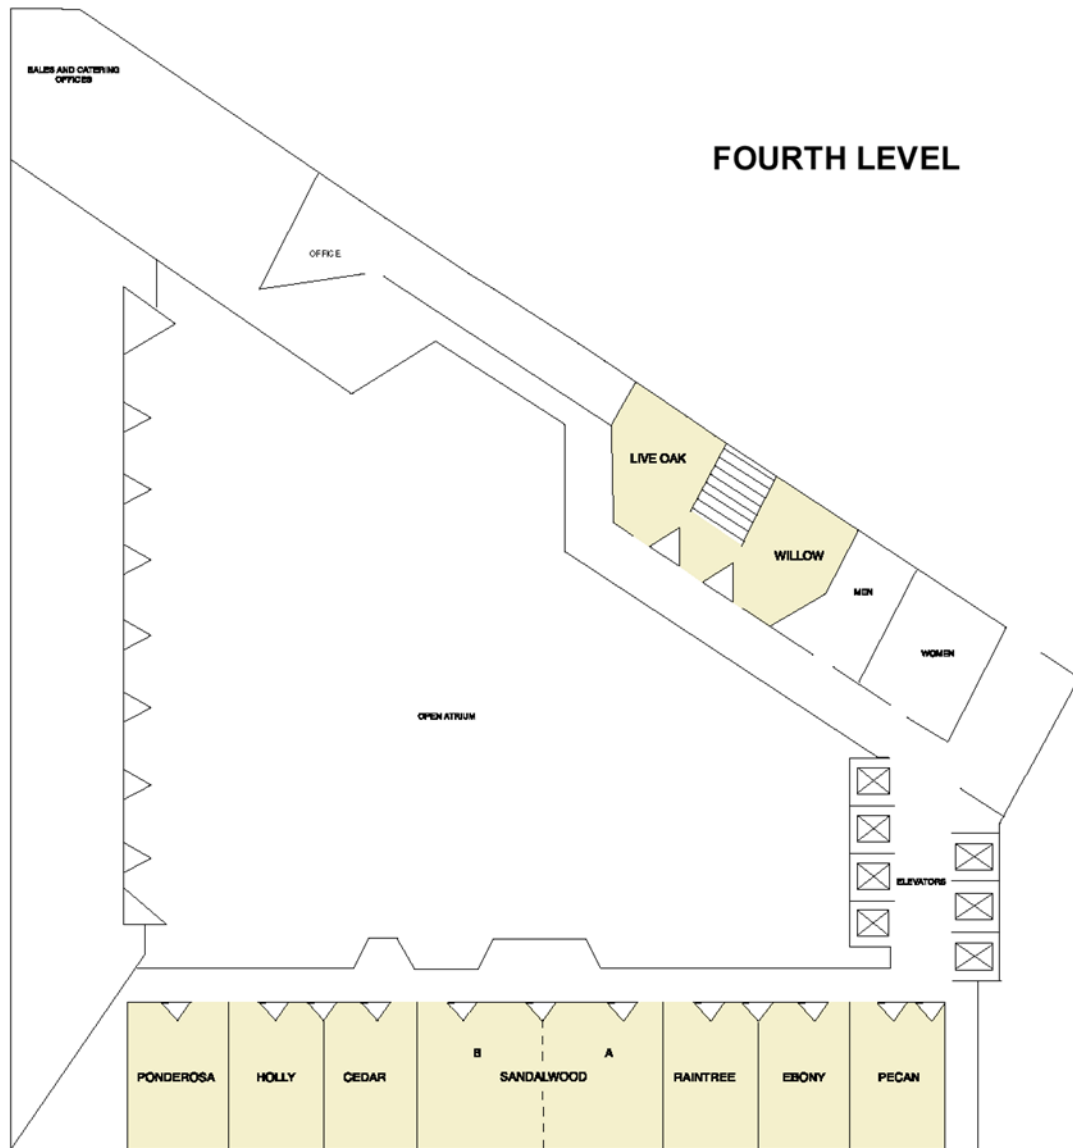 SALES AND CATERING
OFFICES
FOURTH LEVEL
OFFICE
LIVE OAK
WILLOW
MEN
WOMEN
OPEN ATRIUM
ELEVATORS
B
A
PONDEROSA
HOLLY
CEDAR
SANDALWOOD
RAINTREE
EBONY
PECAN